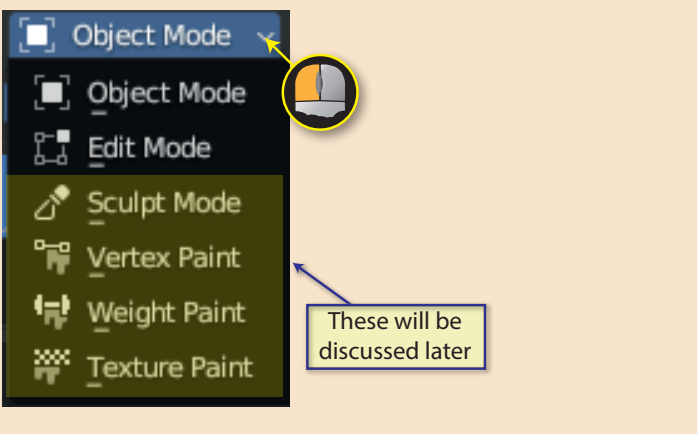 Object Mode
Object Mode
Edit Mode
Sculpt Mode
Vertex Paint
Weight Paint
Texture Paint
These will be
discussed later